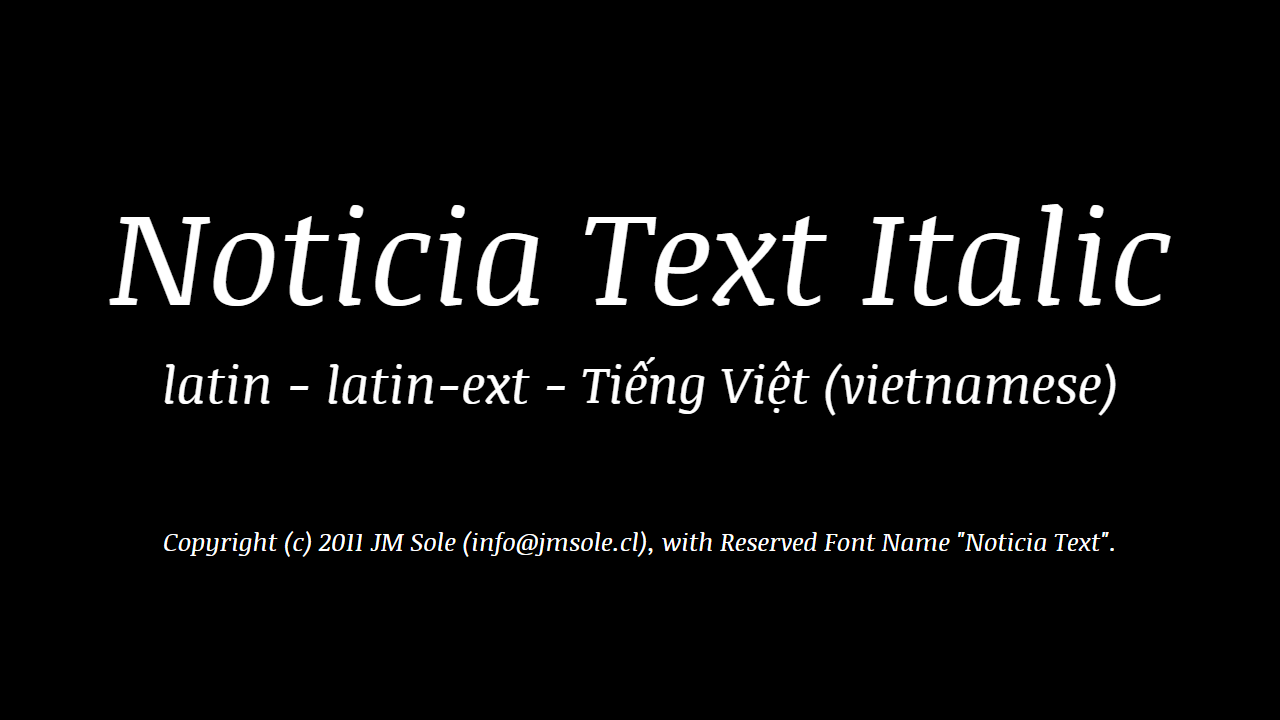 Noticia Text Italic
latin - latin-ext - Tiếng Việt (vietnamese)
Copyright (c) 2011 JM Sole (info@jmsole.cl), with Reserved Font Name "Noticia Text".